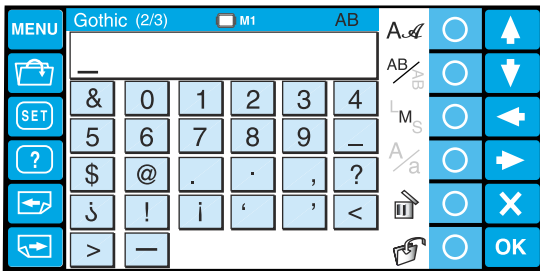 MENU
Gothic (2/3) M1 AB
_
& 0 1 2 3 4
5 6 7 8 9 _
$ @ . · , ?
¿ ! ¡ ‘ ’ <
> —
SET
?
A𝒜
AB/AB
L M S
A/a
X
OK